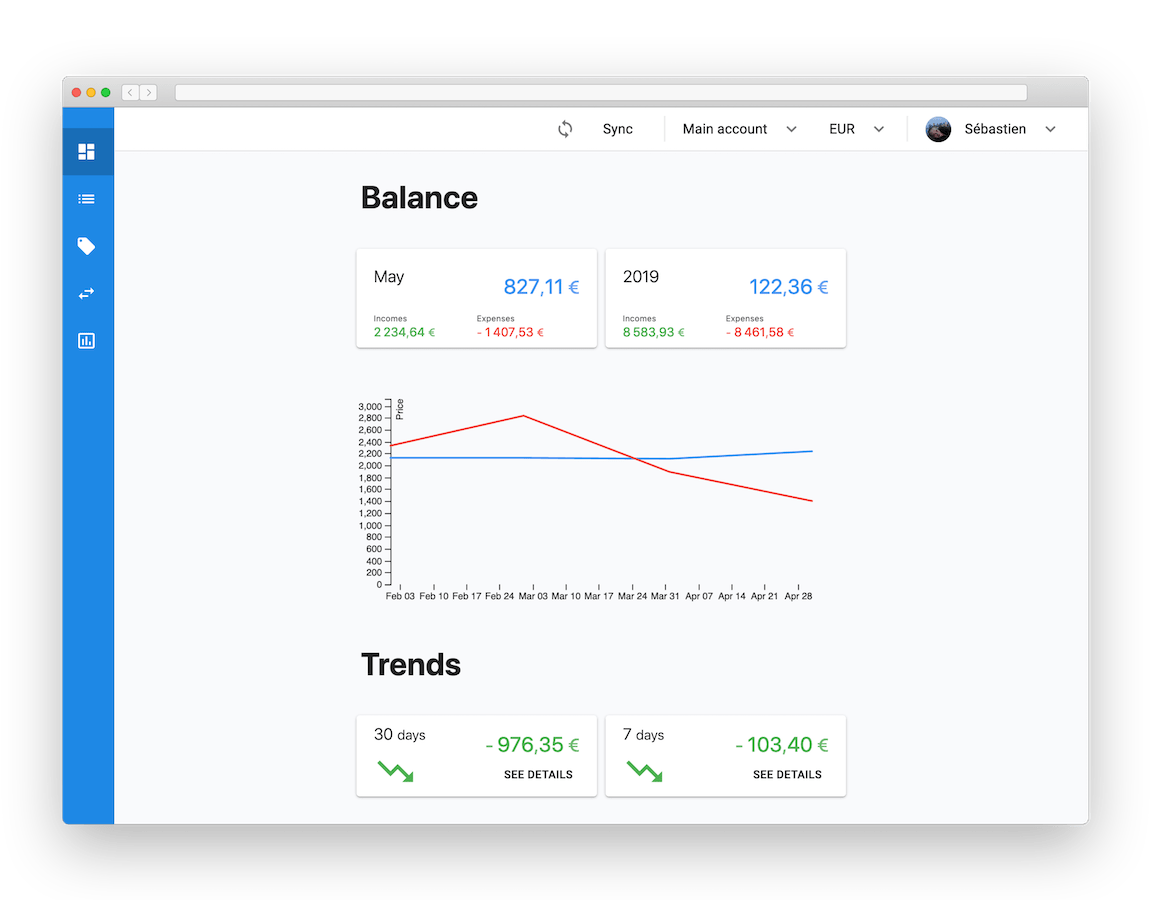 Sync Main account EUR Sébastien
Balance
May
827,11 €
Incomes Expenses
2 234,64 € - 1 407,53 €
2019
122,36 €
Incomes Expenses
8 583,93 € - 8 461,58 €
Price
3,000
2,800
2,600
2,400
2,200
2,000
1,800
1,600
1,400
1,200
1,000
800
600
400
200
0
Feb 03 Feb 10 Feb 17 Feb 24 Mar 03 Mar 10 Mar 17 Mar 24 Mar 31 Apr 07 Apr 14 Apr 21 Apr 28
Trends
30 days
- 976,35 €
SEE DETAILS
7 days
- 103,40 €
SEE DETAILS